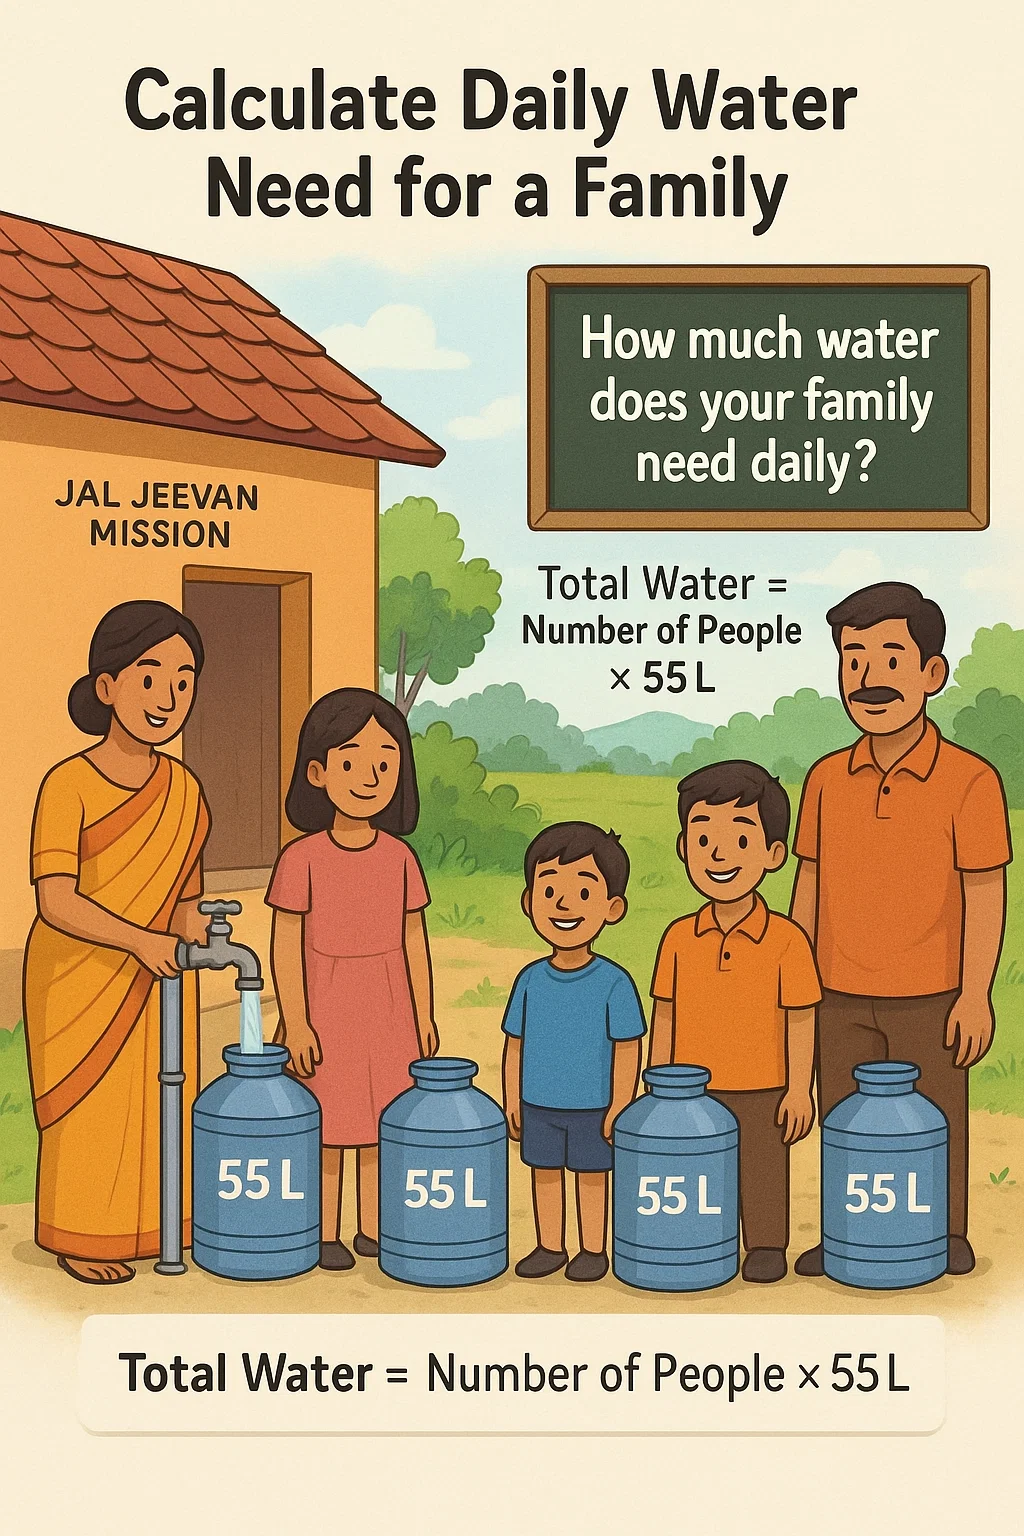 Calculate Daily Water
Need for a Family
How much water
does your family
need daily?
JAL JEEVAN
MISSION
Total Water =
Number of People
× 55 L
55 L
55 L
55 L
55 L
Total Water = Number of People × 55 L